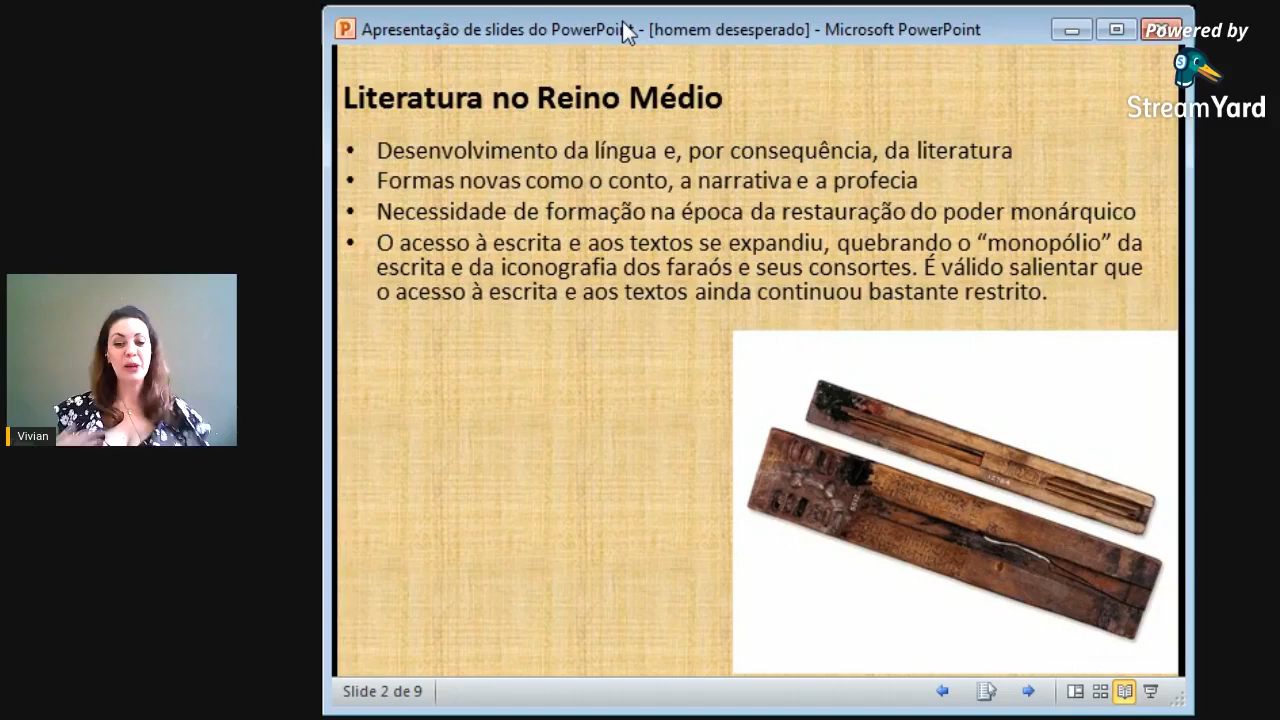 Apresentação de slides do PowerPoint - [homem desesperado] - Microsoft PowerPoint
Powered by
StreamYard
Literatura no Reino Médio
• Desenvolvimento da língua e, por consequência, da literatura
• Formas novas como o conto, a narrativa e a profecia
• Necessidade de formação na época da restauração do poder monárquico
• O acesso à escrita e aos textos se expandiu, quebrando o “monopólio” da
escrita e da iconografia dos faraós e seus consortes. É válido salientar que
o acesso à escrita e aos textos ainda continuou bastante restrito.
Vivian
Slide 2 de 9